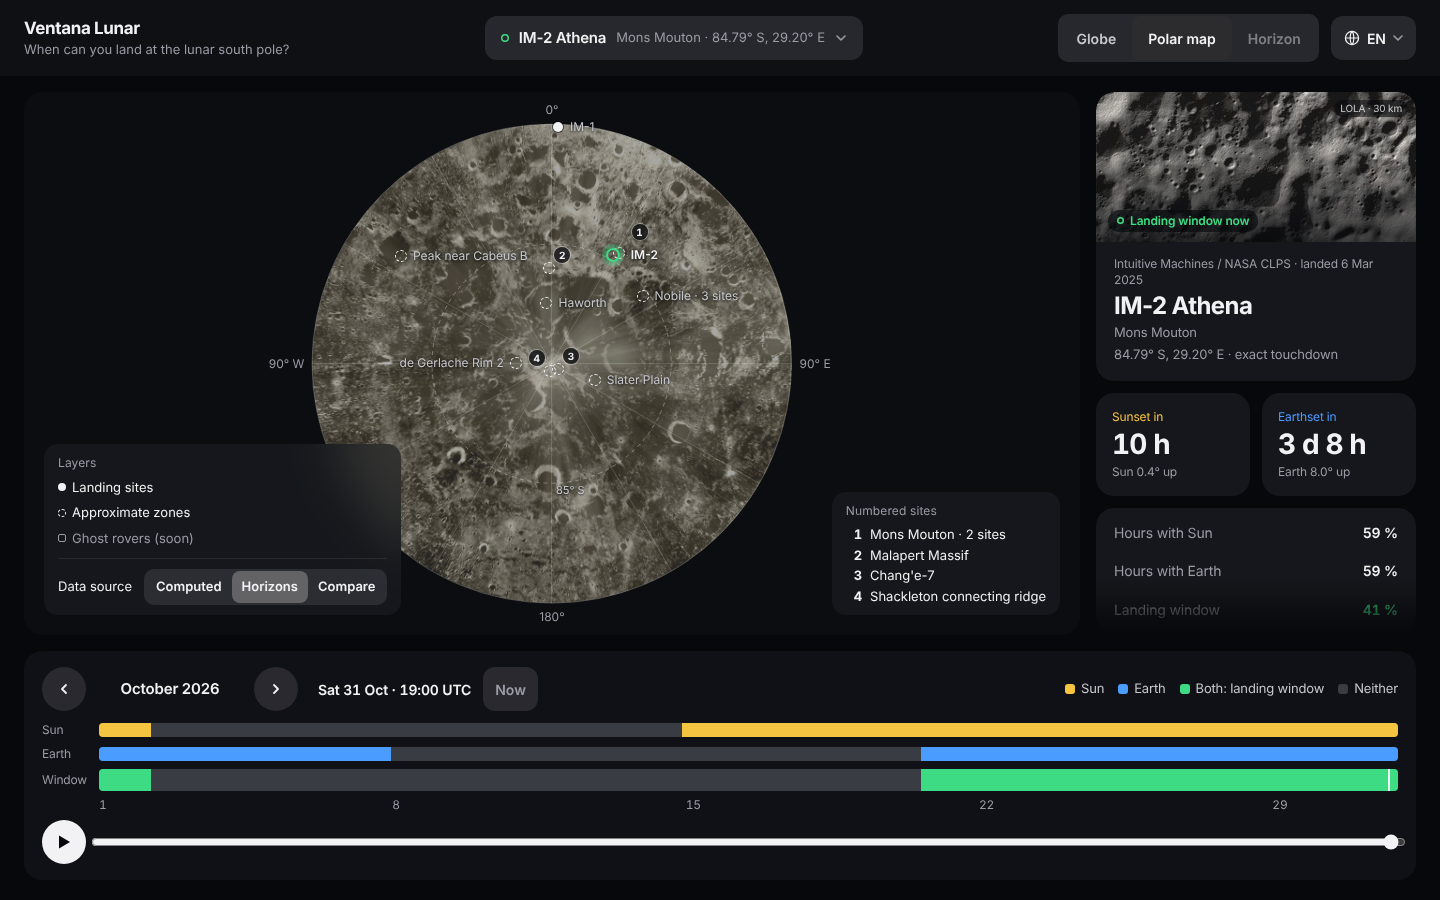 Ventana Lunar
When can you land at the lunar south pole?
IM-2 Athena Mons Mouton · 84.79° S, 29.20° E
Globe
Polar map
Horizon
EN
0°
IM-1
1
Peak near Cabeus B
2
IM-2
Haworth
Nobile · 3 sites
90° W
de Gerlache Rim 2
4
3
Slater Plain
90° E
85° S
180°
Layers
Landing sites
Approximate zones
Ghost rovers (soon)
Data source
Computed
Horizons
Compare
Numbered sites
1 Mons Mouton · 2 sites
2 Malapert Massif
3 Chang'e-7
4 Shackleton connecting ridge
LOLA · 30 km
Landing window now
Intuitive Machines / NASA CLPS · landed 6 Mar
2025
IM-2 Athena
Mons Mouton
84.79° S, 29.20° E · exact touchdown
Sunset in
10 h
Sun 0.4° up
Earthset in
3 d 8 h
Earth 8.0° up
Hours with Sun 59 %
Hours with Earth 59 %
Landing window 41 %
October 2026
Sat 31 Oct · 19:00 UTC
Now
Sun
Earth
Both: landing window
Neither
Sun
Earth
Window
1 8 15 22 29